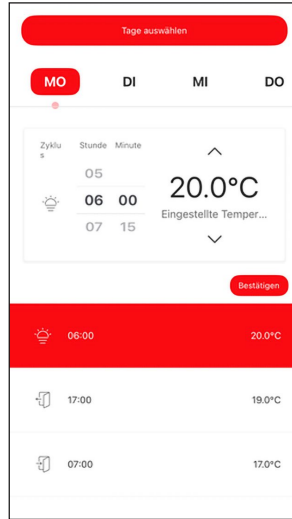 Tage auswählen
MO DI MI DO
Zyklu
s
Stunde Minute
05
06 00
07 15
20.0°C
Eingestellte Temper...
Bestätigen
06:00 20.0°C
17:00 19.0°C
07:00 17.0°C